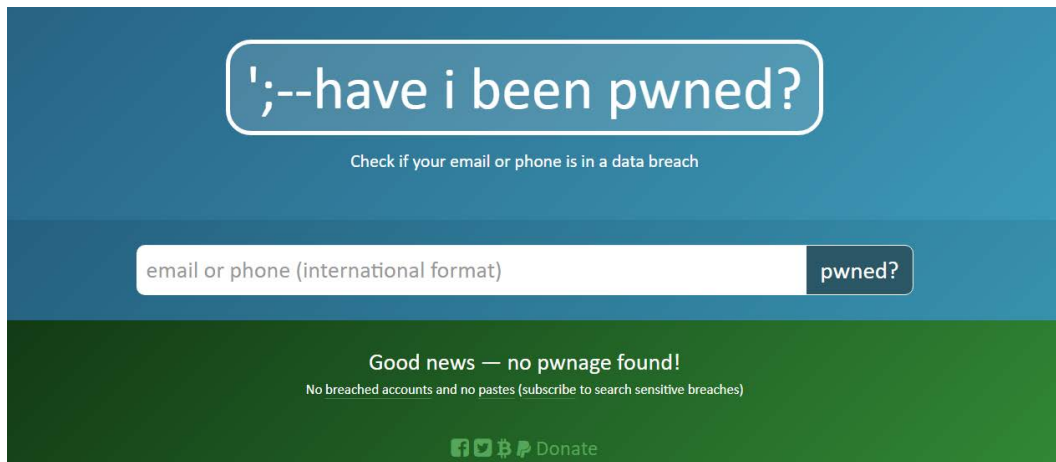 ';--have i been pwned?
Check if your email or phone is in a data breach
email or phone (international format)
pwned?
Good news — no pwnage found!
No breached accounts and no pastes (subscribe to search sensitive breaches)
Donate